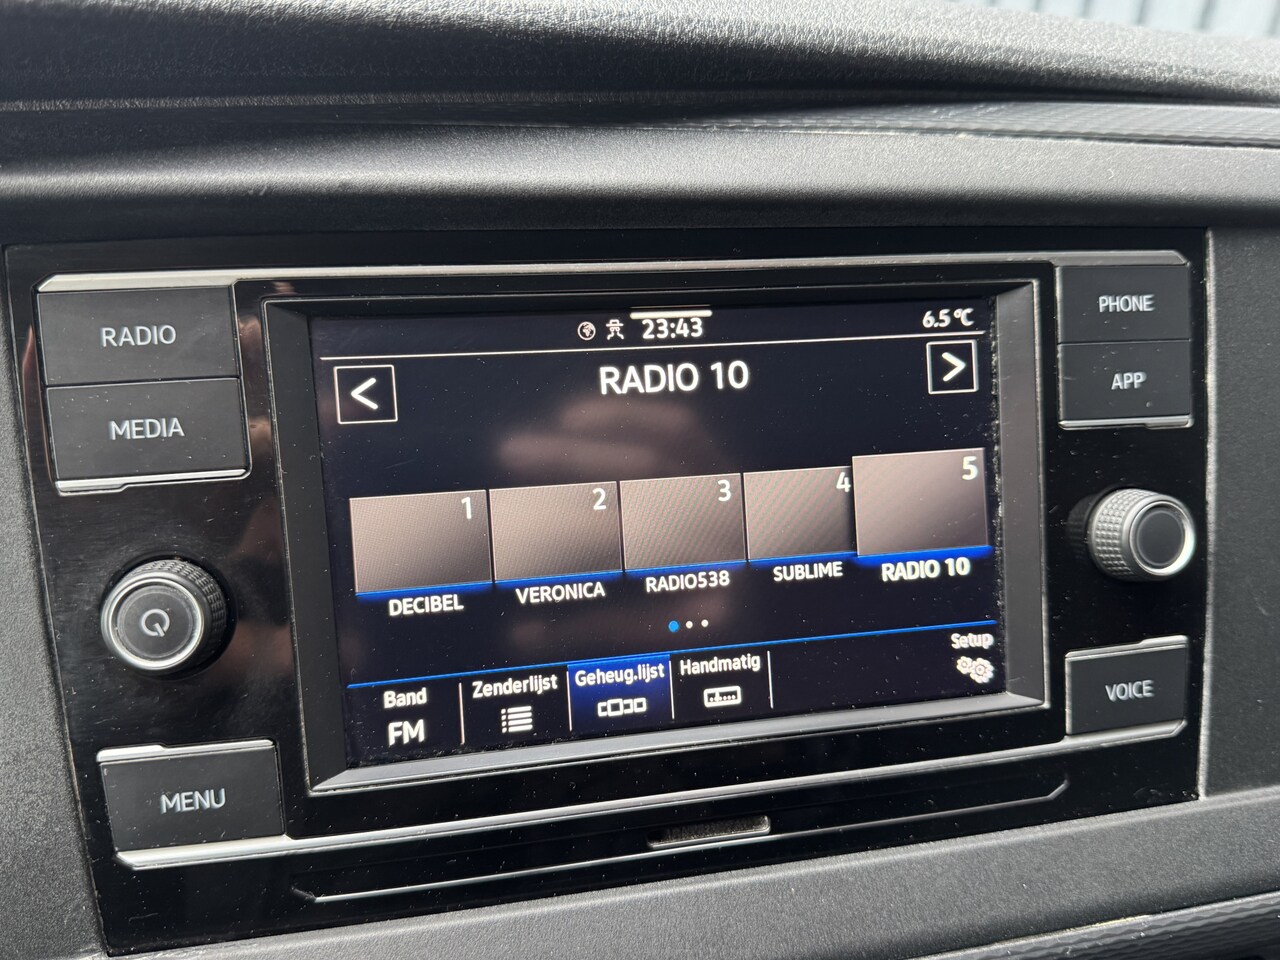 RADIO
MEDIA
MENU
23:43
6.5°C
<
RADIO 10
>
1
2
3
4
5
DECIBEL
VERONICA
RADIO538
SUBLIME
RADIO 10
Band
FM
Zenderlijst
Geheug.lijst
Handmatig
Setup
PHONE
APP
VOICE